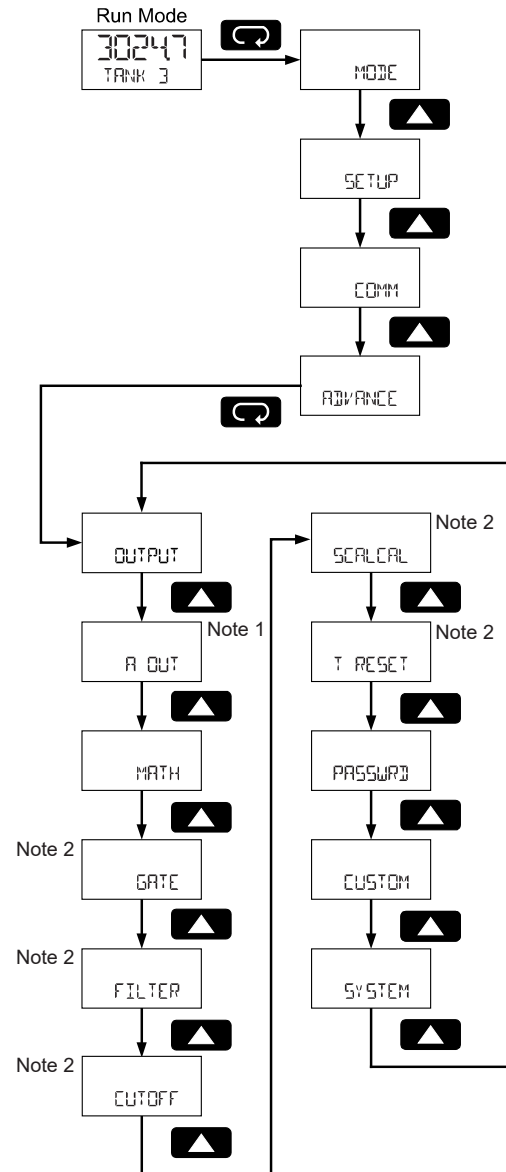 Run Mode
30247
TANK 3
MODE
SETUP
COMM
ADVANCE
OUTPUT
Note 1
A OUT
MATH
Note 2
GATE
Note 2
FILTER
Note 2
CUTOFF
Note 2
SCALCAL
Note 2
T RESET
PASSWRD
CUSTOM
SYSTEM